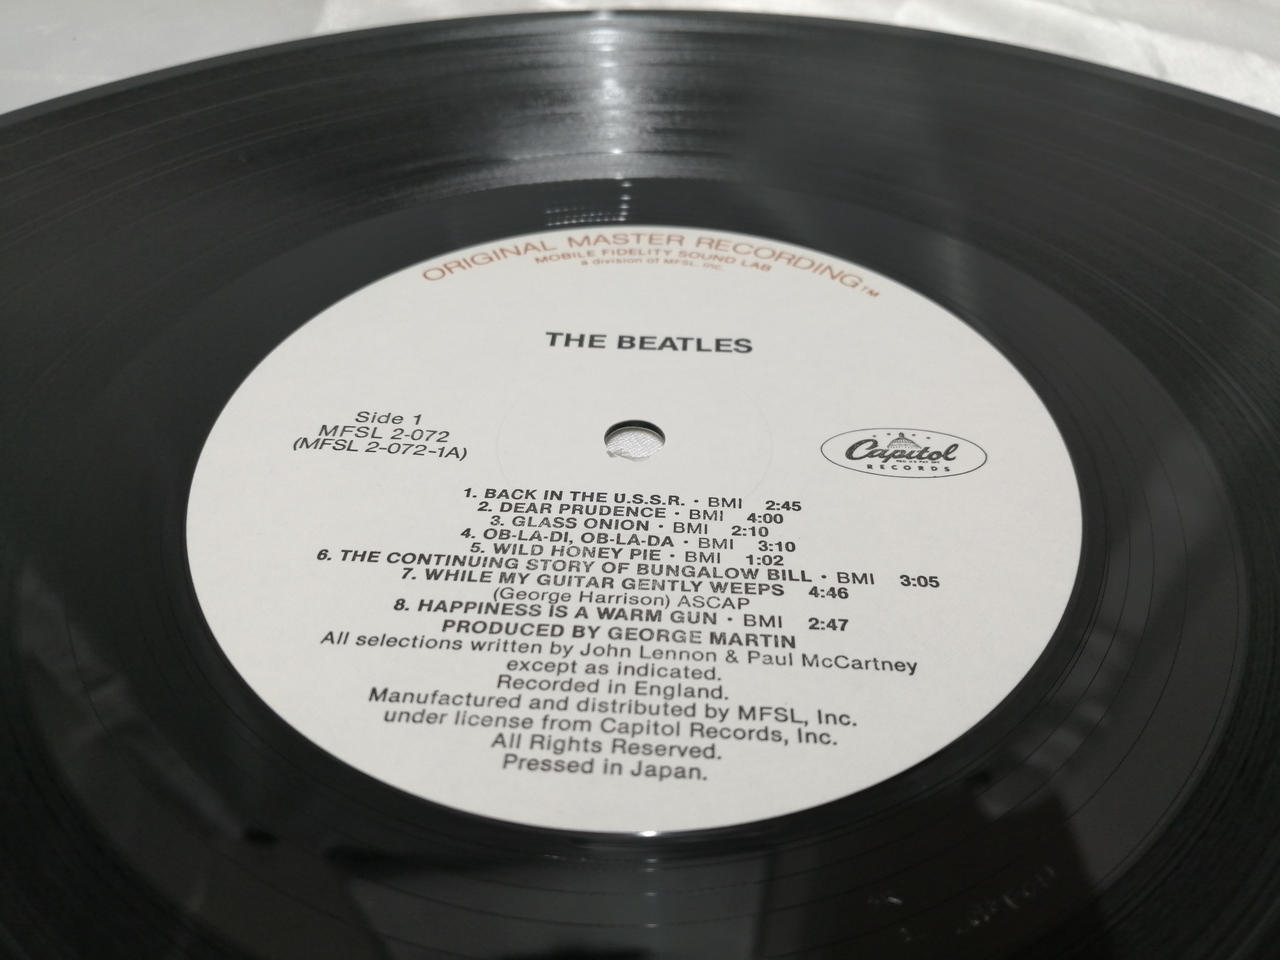 ORIGINAL MASTER RECORDING™
MOBILE FIDELITY SOUND LAB
a division of MFSL, Inc.
THE BEATLES
Side 1
MFSL 2-072
(MFSL 2-072-1A)
Capitol
RECORDS
1. BACK IN THE U.S.S.R. • BMI 2:45
2. DEAR PRUDENCE • BMI 4:00
3. GLASS ONION • BMI 2:10
4. OB-LA-DI, OB-LA-DA • BMI 3:10
5. WILD HONEY PIE • BMI 1:02
6. THE CONTINUING STORY OF BUNGALOW BILL • BMI 3:05
7. WHILE MY GUITAR GENTLY WEEPS 4:46
(George Harrison) ASCAP
8. HAPPINESS IS A WARM GUN • BMI 2:47
PRODUCED BY GEORGE MARTIN
All selections written by John Lennon & Paul McCartney
except as indicated.
Recorded in England.
Manufactured and distributed by MFSL, Inc.
under license from Capitol Records, Inc.
All Rights Reserved.
Pressed in Japan.